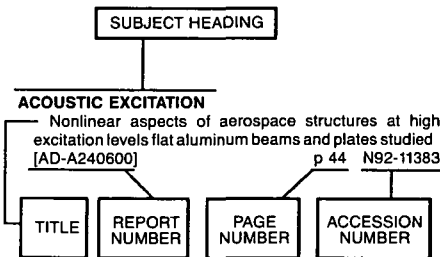 SUBJECT HEADING
ACOUSTIC EXCITATION
Nonlinear aspects of aerospace structures at high
excitation levels flat aluminum beams and plates studied
[AD-A240600] p 44 N92-11383
TITLE
REPORT
NUMBER
PAGE
NUMBER
ACCESSION
NUMBER